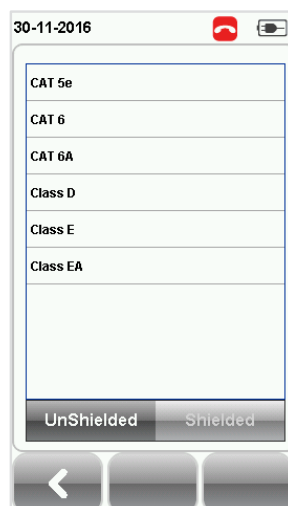 30-11-2016
CAT 5e
CAT 6
CAT 6A
Class D
Class E
Class EA
UnShielded Shielded